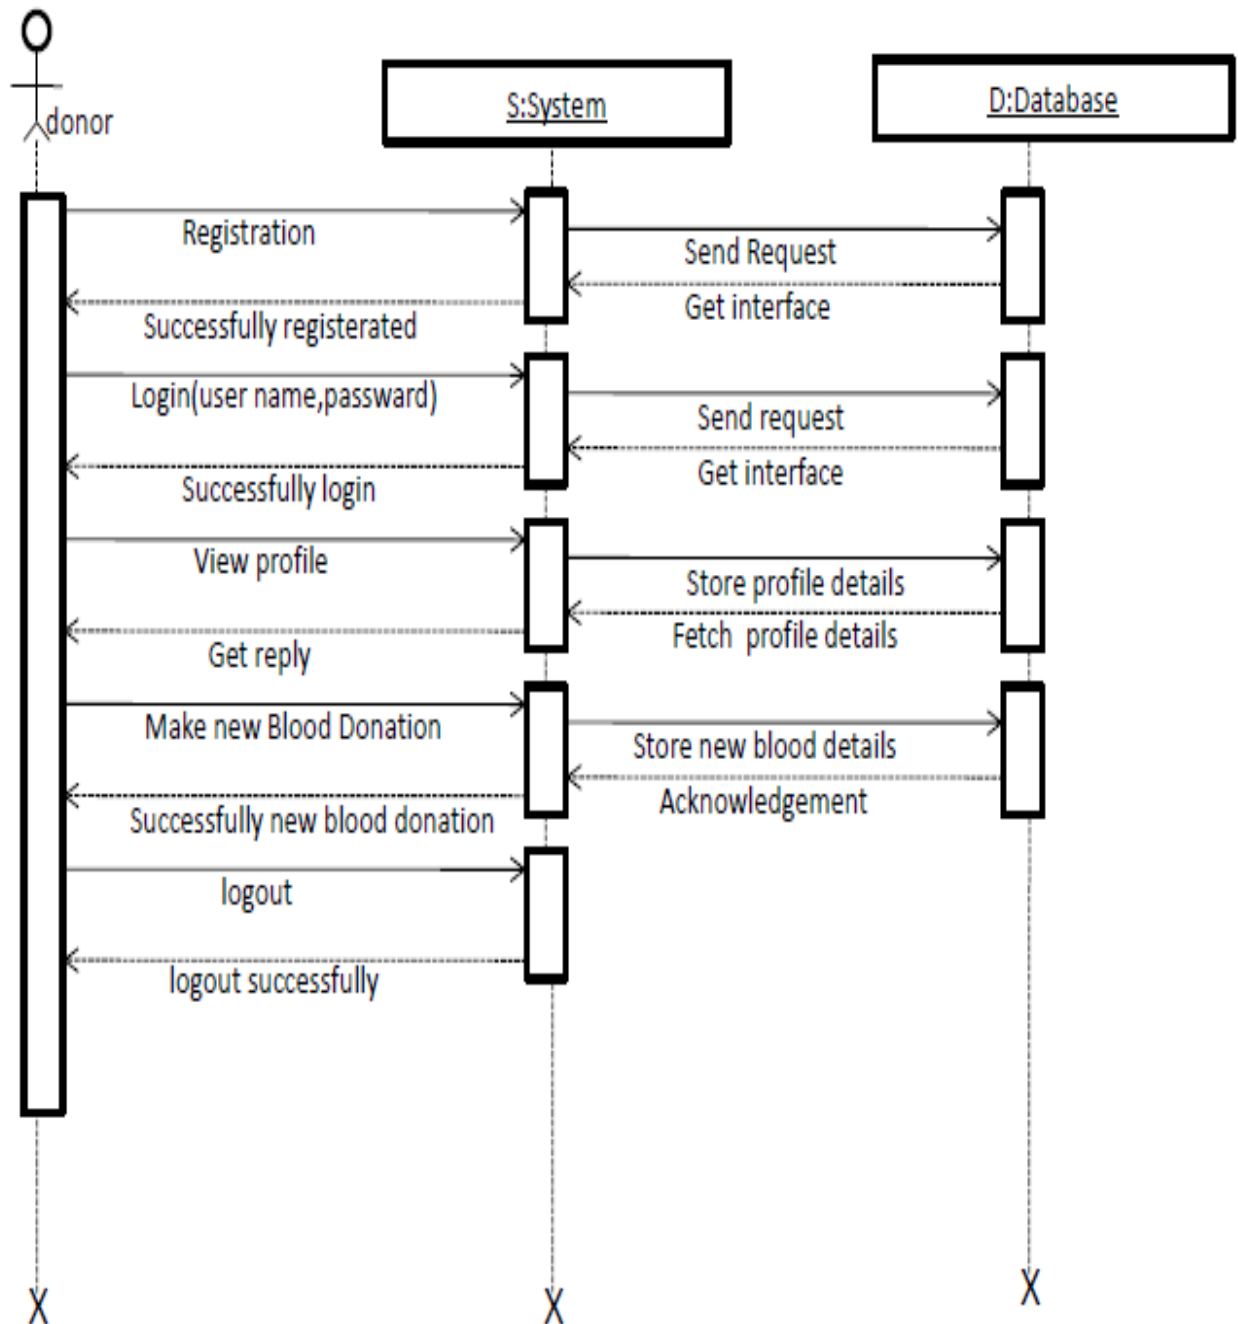 donor
S:System
D:Database
Registration
Send Request
Get interface
Successfully registerated
Login(user name,passward)
Send request
Get interface
Successfully login
View profile
Store profile details
Fetch profile details
Get reply
Make new Blood Donation
Store new blood details
Acknowledgement
Successfully new blood donation
logout
logout successfully
X
X
X